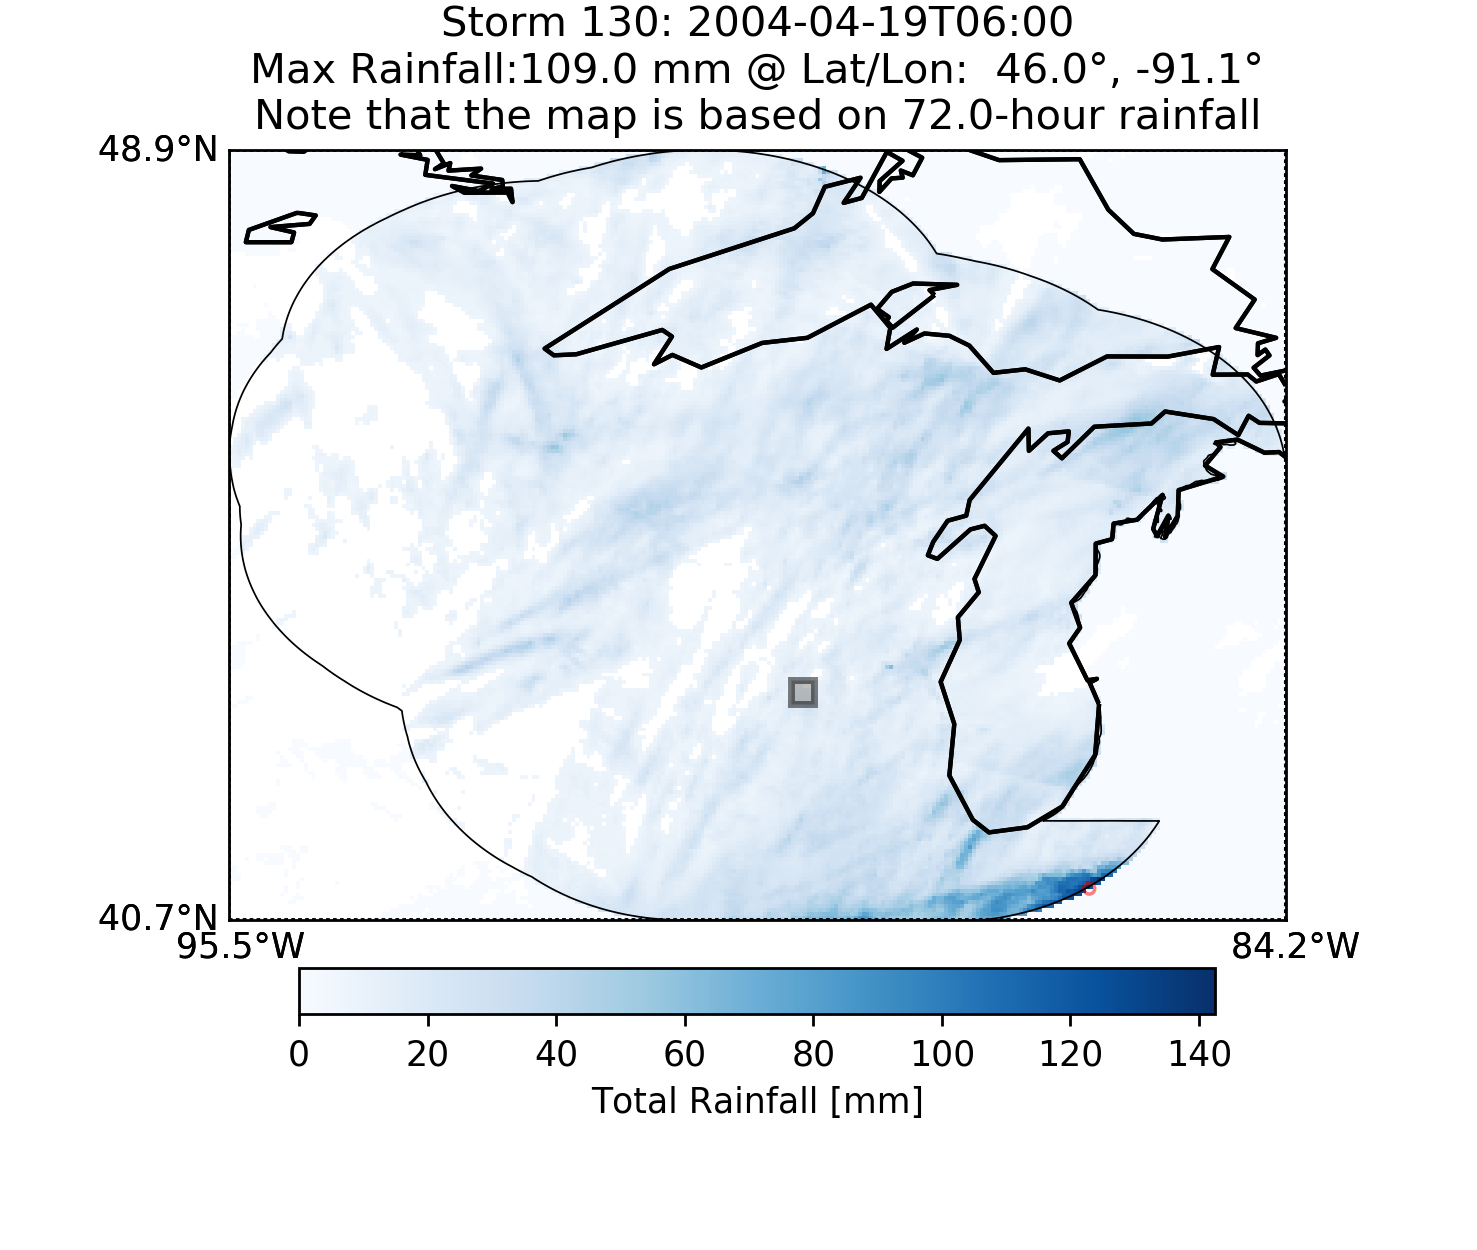 Storm 130: 2004-04-19T06:00
Max Rainfall:109.0 mm @ Lat/Lon:  46.0°, -91.1°
Note that the map is based on 72.0-hour rainfall
48.9°N
40.7°N
95.5°W 84.2°W
0 20 40 60 80 100 120 140
Total Rainfall [mm]